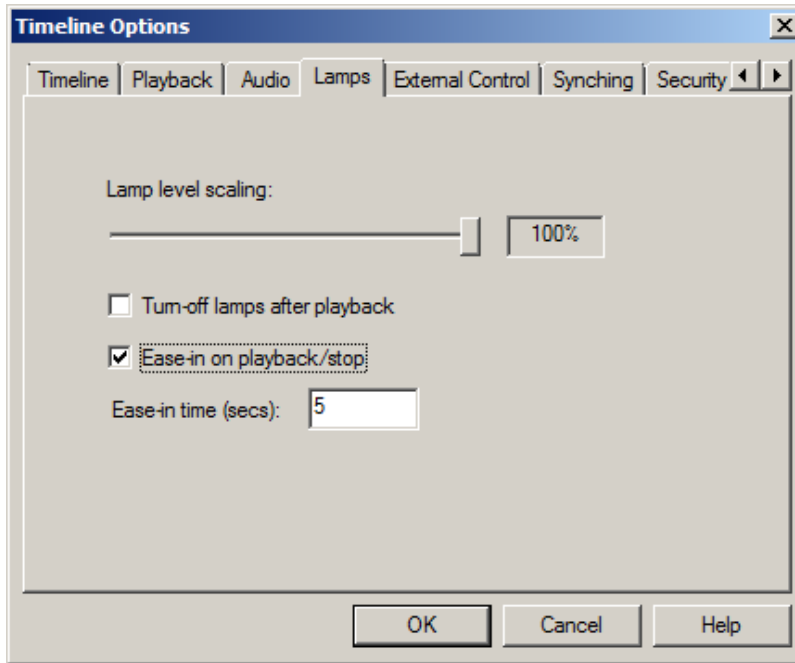 Timeline Options
Timeline Playback Audio Lamps External Control Synching Security
Lamp level scaling:
100%
Turn-off lamps after playback
Ease-in on playback/stop
Ease-in time (secs): 5
OK Cancel Help